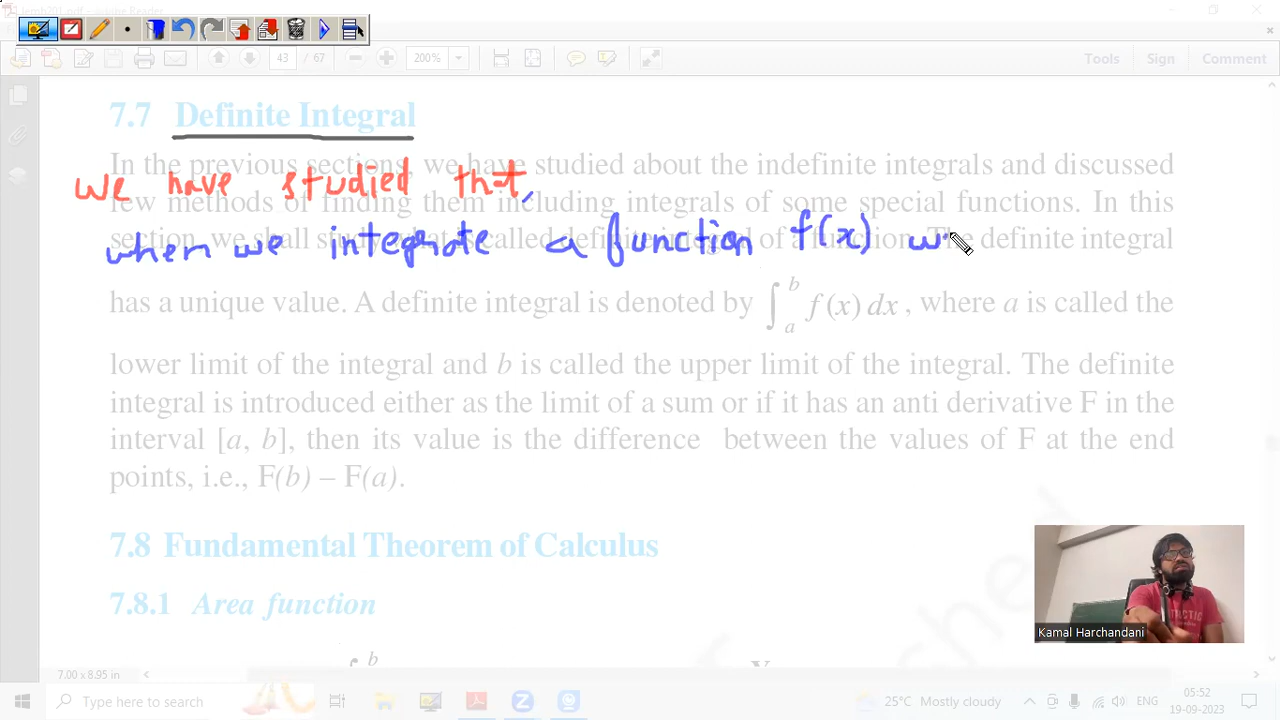 43 / 67
200%
Tools
Sign
Comment
7.7 Definite Integral
In the previous sections, we have studied about the indefinite integrals and discussed
we have studied that,
few methods of finding them including integrals of some special functions. In this
when we integrate a function f(x) w
section, we shall study what is called definite integral of a function. The definite integral
has a unique value. A definite integral is denoted by ∫ₐᵇ f(x) dx, where a is called the
lower limit of the integral and b is called the upper limit of the integral. The definite
integral is introduced either as the limit of a sum or if it has an anti derivative F in the
interval [a, b], then its value is the difference between the values of F at the end
points, i.e., F(b) – F(a).
7.8 Fundamental Theorem of Calculus
7.8.1 Area function
Kamal Harchandani
7.00 x 8.95 in
Type here to search
25°C Mostly cloudy
ENG
05:52
19-09-2023